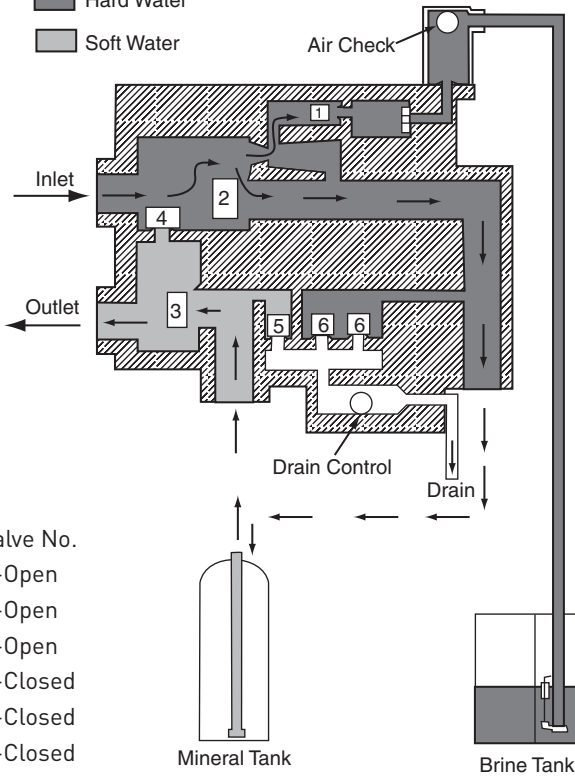 Hard Water
Soft Water
Air Check
1
Inlet
2
4
Outlet
3
5
6
6
Drain Control
Drain
alve No.
-Open
-Open
-Open
-Closed
-Closed
-Closed
Mineral Tank
Brine Tank